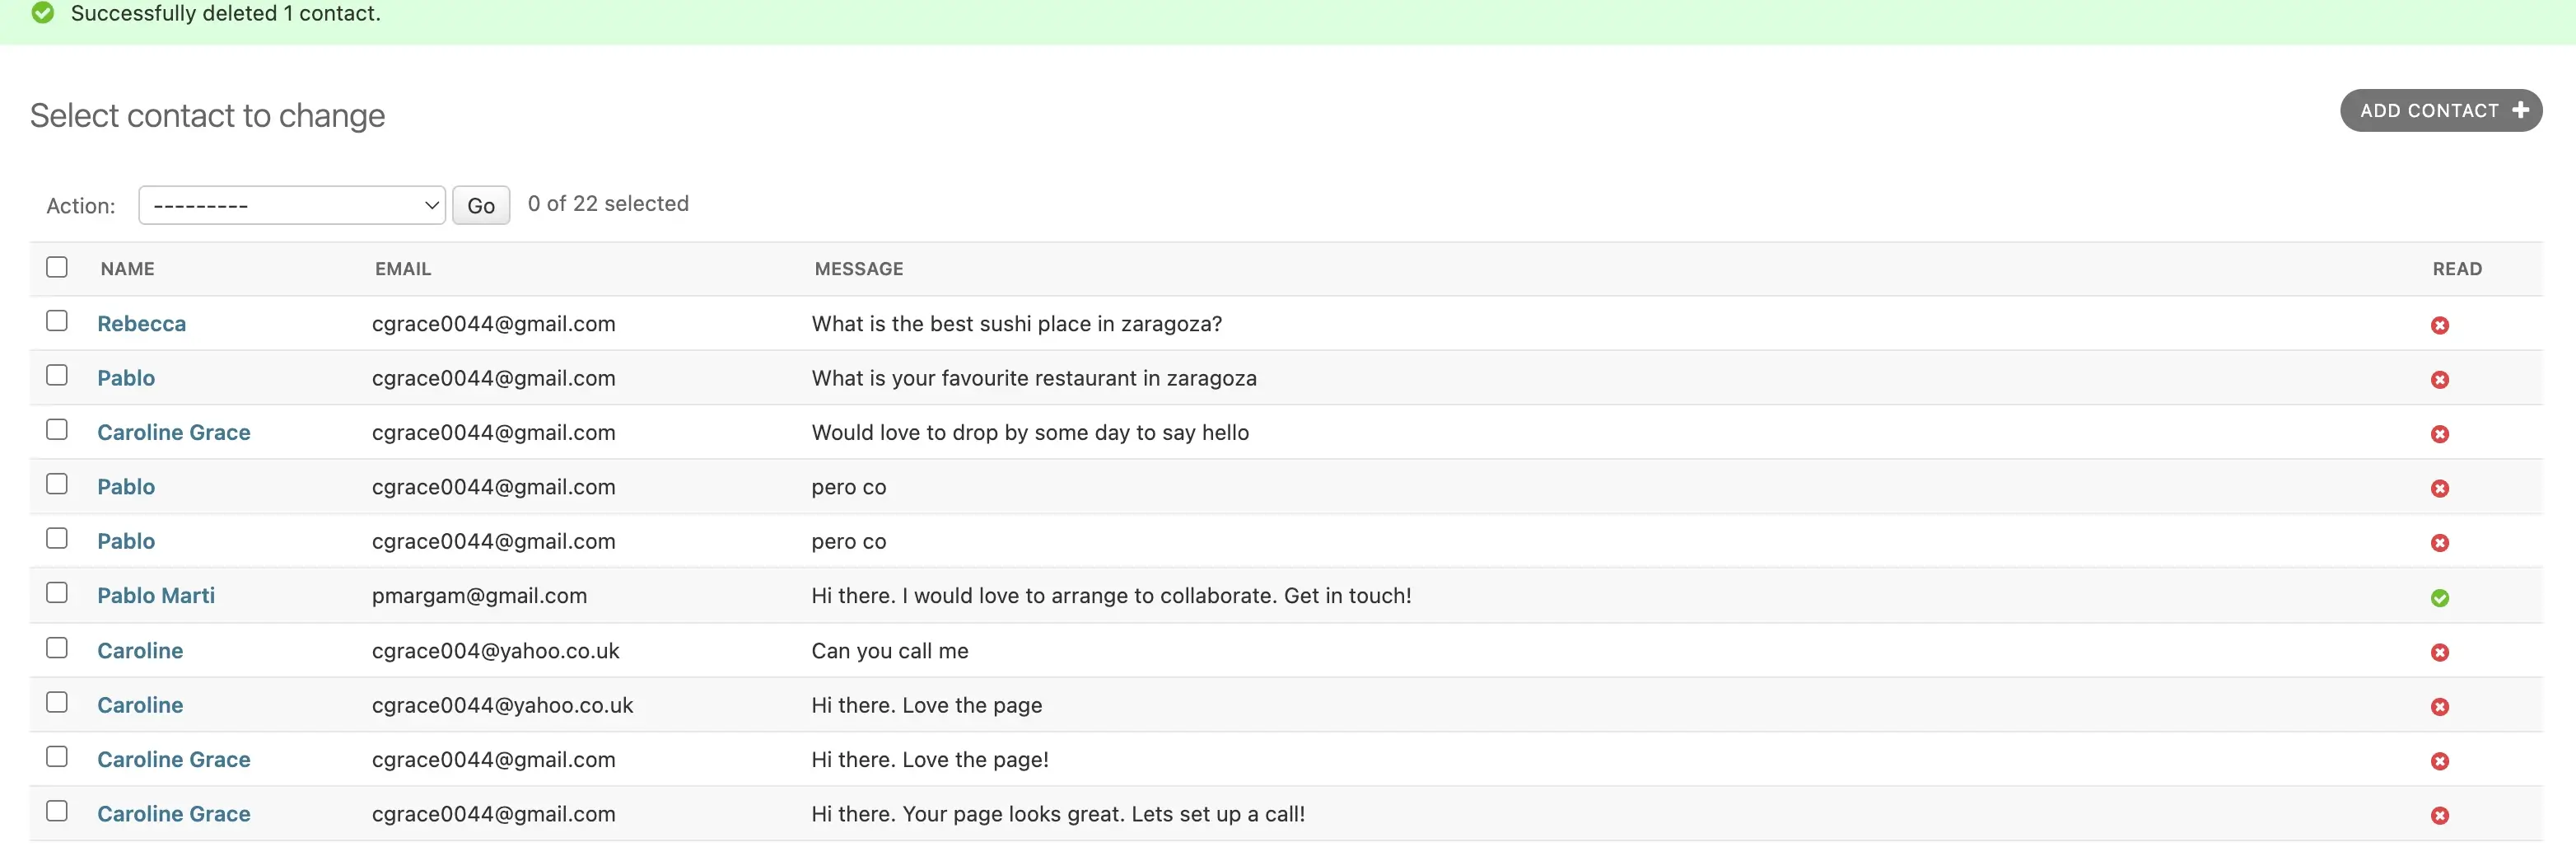 Successfully deleted 1 contact.
Select contact to change
ADD CONTACT +
Action: --------- Go 0 of 22 selected
NAME EMAIL MESSAGE READ
Rebecca cgrace0044@gmail.com What is the best sushi place in zaragoza?
Pablo cgrace0044@gmail.com What is your favourite restaurant in zaragoza
Caroline Grace cgrace0044@gmail.com Would love to drop by some day to say hello
Pablo cgrace0044@gmail.com pero co
Pablo cgrace0044@gmail.com pero co
Pablo Marti pmargam@gmail.com Hi there. I would love to arrange to collaborate. Get in touch!
Caroline cgrace004@yahoo.co.uk Can you call me
Caroline cgrace0044@yahoo.co.uk Hi there. Love the page
Caroline Grace cgrace0044@gmail.com Hi there. Love the page!
Caroline Grace cgrace0044@gmail.com Hi there. Your page looks great. Lets set up a call!